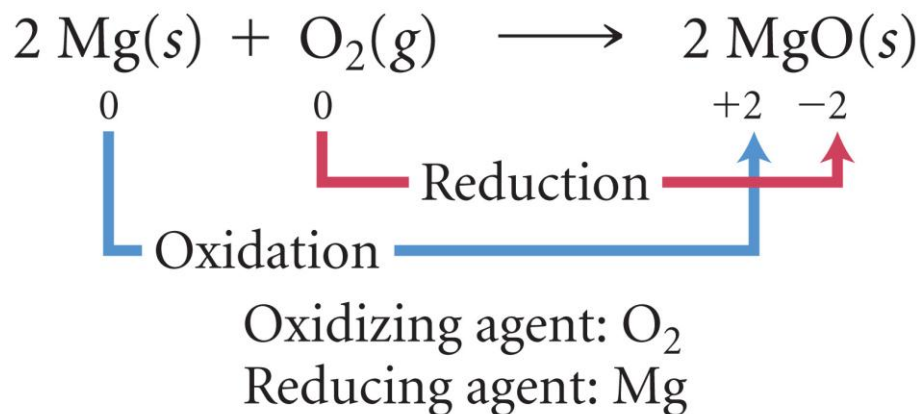 2 Mg(s) + O₂(g) ⟶ 2 MgO(s)
0 0 +2 −2
Reduction
Oxidation
Oxidizing agent: O₂
Reducing agent: Mg